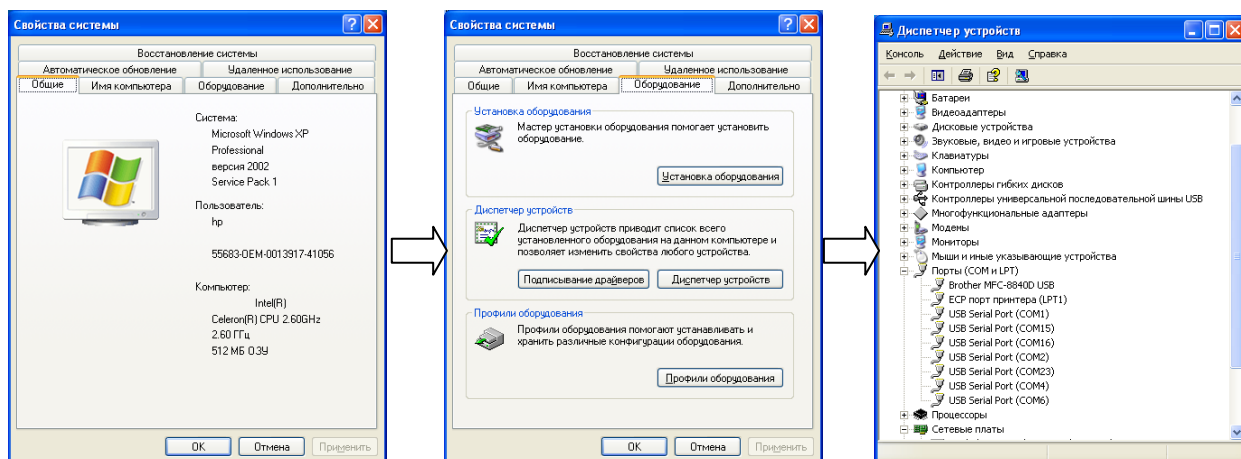 Свойства системы
Восстановление системы
Автоматическое обновление
Удаленное использование
Общие
Имя компьютера
Оборудование
Дополнительно
Система:
Microsoft Windows XP
Professional
версия 2002
Service Pack 1
Пользователь:
hp
55683-OEM-0013917-41056
Компьютер:
Intel(R)
Celeron(R) CPU 2.60GHz
2.60 ГГц
512 МБ ОЗУ
OK
Отмена
Применить
Свойства системы
Восстановление системы
Автоматическое обновление
Удаленное использование
Общие
Имя компьютера
Оборудование
Дополнительно
Установка оборудования
Мастер установки оборудования помогает установить
оборудование.
Установка оборудования
Диспетчер устройств
Диспетчер устройств приводит список всего
установленного оборудования на данном компьютере и
позволяет изменить свойства любого устройства.
Подписывание драйверов
Диспетчер устройств
Профили оборудования
Профили оборудования помогают устанавливать и
хранить различные конфигурации оборудования.
Профили оборудования
OK
Отмена
Применить
Диспетчер устройств
Консоль Действие Вид Справка
Батареи
Видеоадаптеры
Дисковые устройства
Звуковые, видео и игровые устройства
Клавиатуры
Компьютер
Контроллеры гибких дисков
Контроллеры универсальной последовательной шины USB
Многофункциональные адаптеры
Модемы
Мониторы
Мыши и иные указывающие устройства
Порты (COM и LPT)
Brother MFC-8840D USB
ECP порт принтера (LPT1)
USB Serial Port (COM1)
USB Serial Port (COM15)
USB Serial Port (COM16)
USB Serial Port (COM2)
USB Serial Port (COM23)
USB Serial Port (COM4)
USB Serial Port (COM6)
Процессоры
Сетевые платы